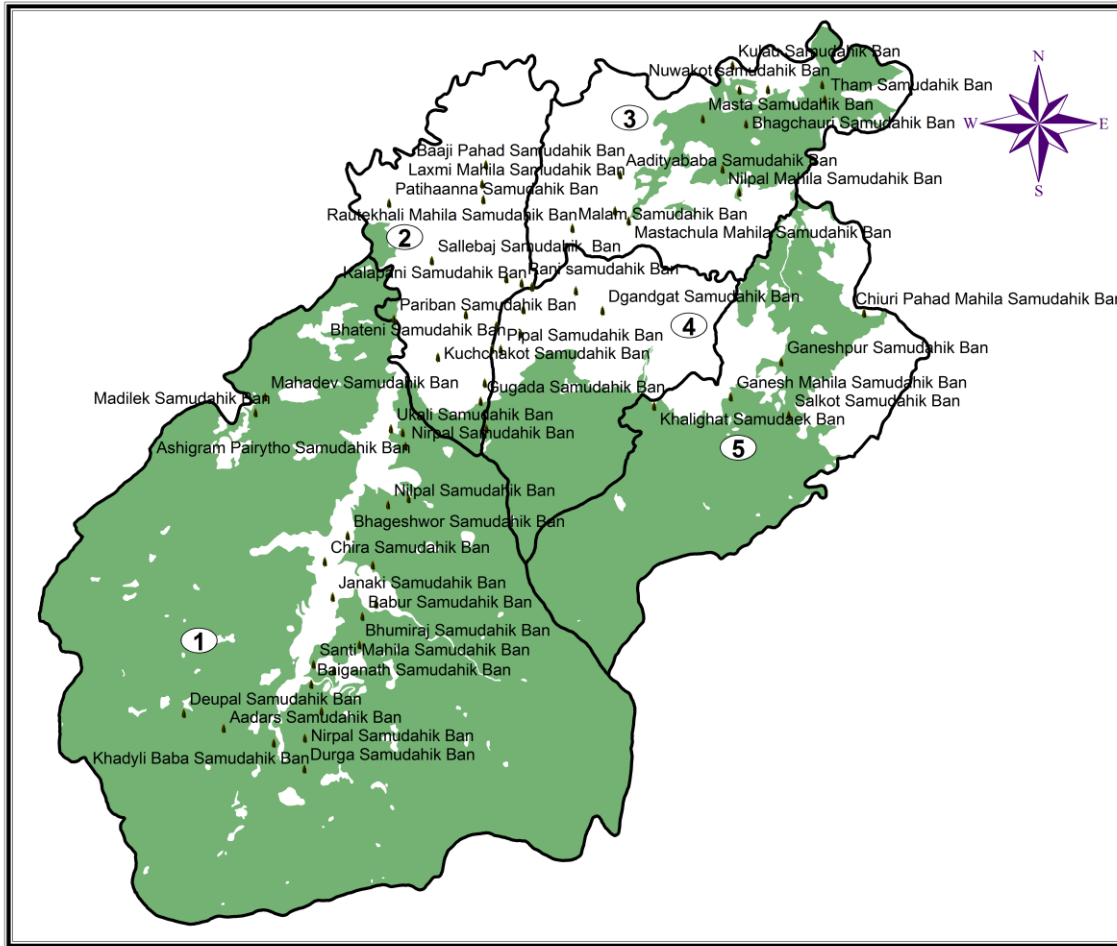 Kulau Samudahik Ban
Nuwakot samudahik Ban
Tham Samudahik Ban
Masta Samudahik Ban
Bhagchauri Samudahik Ban
N
W
E
S
3
Baaji Pahad Samudahik Ban
Aadityababa Samudahik Ban
Laxmi Mahila Samudahik Ban
Nilpal Mahila Samudahik Ban
Patihaanna Samudahik Ban
Rautekhali Mahila Samudahik Ban
Malam Samudahik Ban
Mastachula Mahila Samudahik Ban
2
Sallebaj Samudahik Ban
Kalapani Samudahik Ban
Rani samudahik Ban
Dgandgat Samudahik Ban
Chiuri Pahad Mahila Samudahik Ban
Pariban Samudahik Ban
4
Bhateni Samudahik Ban
Pipal Samudahik Ban
Kuchchakot Samudahik Ban
Ganeshpur Samudahik Ban
Mahadev Samudahik Ban
Gugada Samudahik Ban
Ganesh Mahila Samudahik Ban
Madilek Samudahik Ban
Salkot Samudahik Ban
Ukali Samudahik Ban
Khalighat Samudaek Ban
Nirpal Samudahik Ban
Ashigram Pairytho Samudahik Ban
5
Nilpal Samudahik Ban
Bhageshwor Samudahik Ban
Chira Samudahik Ban
Janaki Samudahik Ban
Babur Samudahik Ban
Bhumiraj Samudahik Ban
1
Santi Mahila Samudahik Ban
Baiganath Samudahik Ban
Deupal Samudahik Ban
Aadars Samudahik Ban
Nirpal Samudahik Ban
Khadyli Baba Samudahik Ban
Durga Samudahik Ban